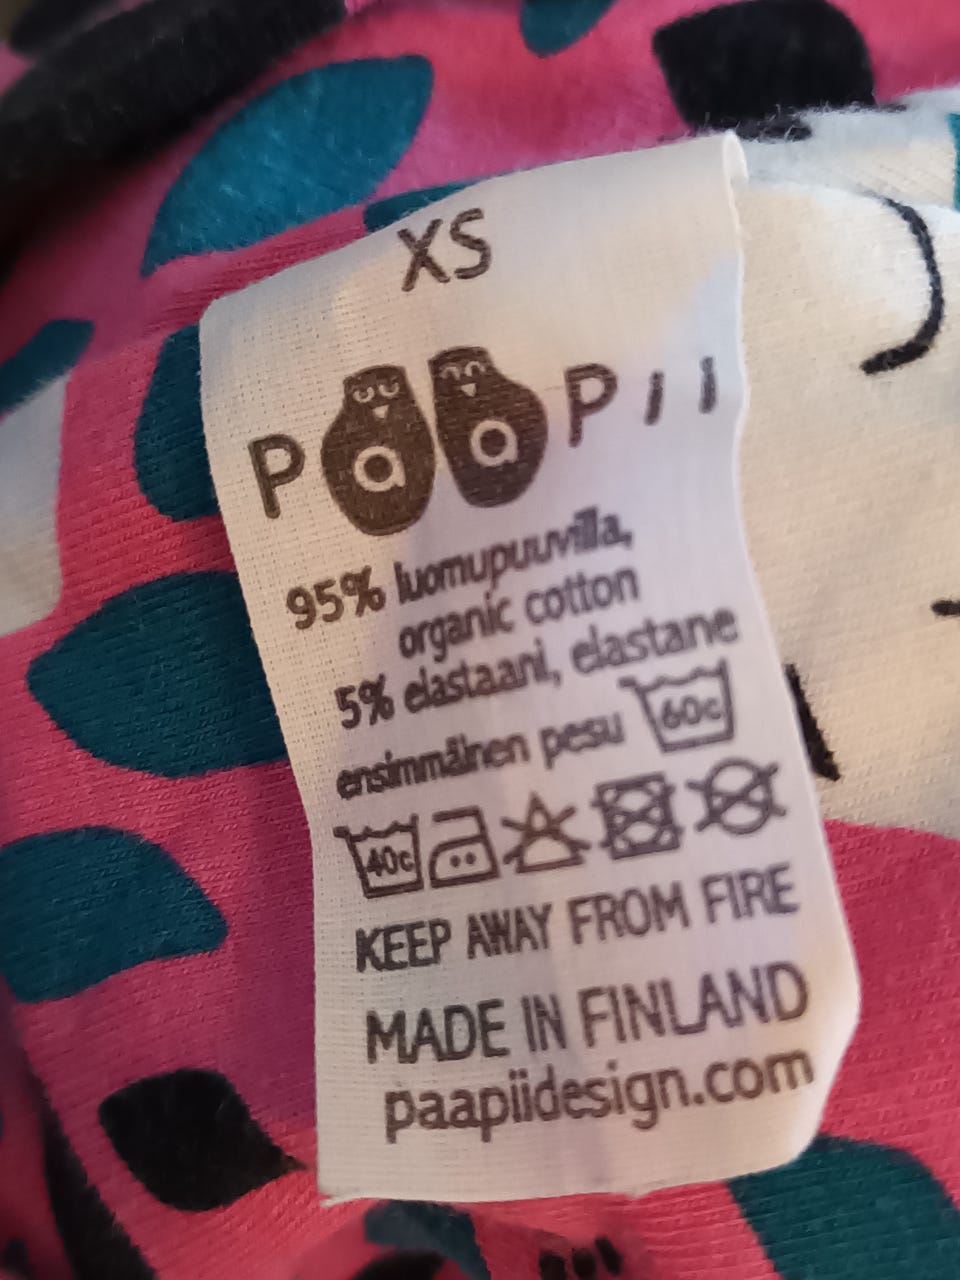 XS
Paapii
95% luomupuuvilla,
organic cotton
5% elastaani, elastane
ensimmäinen pesu 60c
40c
KEEP AWAY FROM FIRE
MADE IN FINLAND
paapiidesign.com